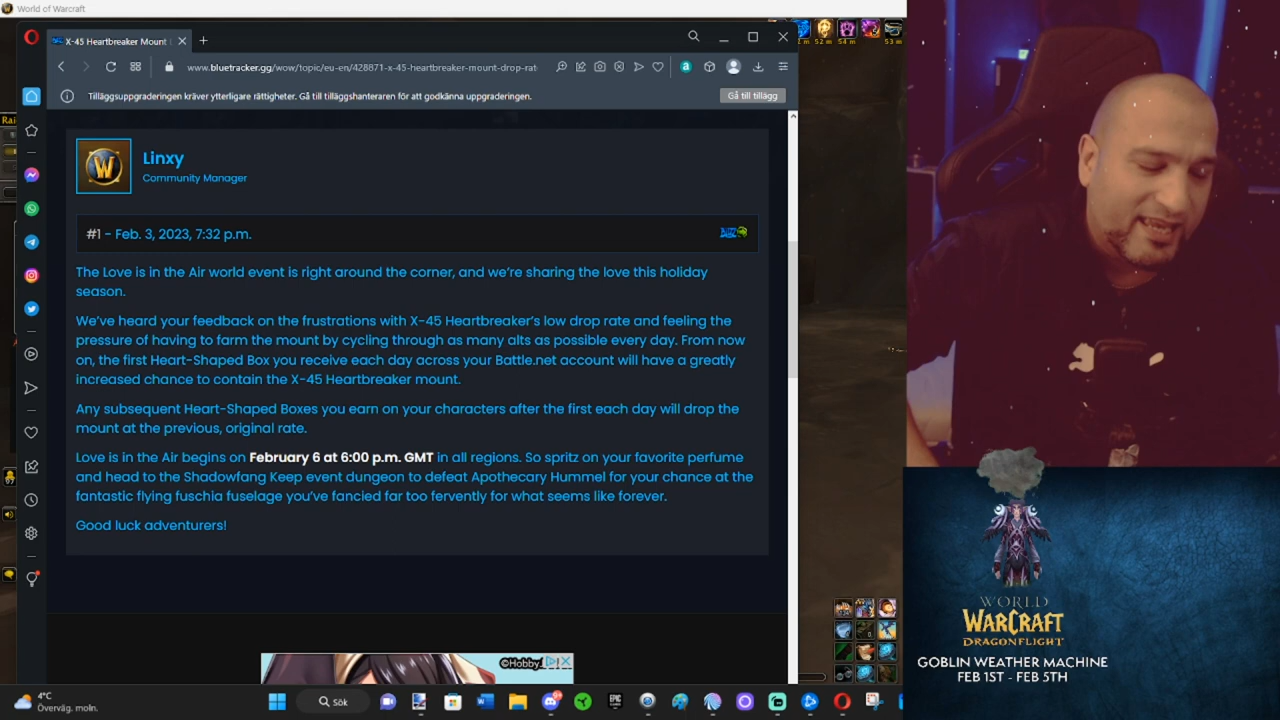 World of Warcraft
X-45 Heartbreaker Mount
www.bluetracker.gg/wow/topic/eu-en/428871-x-45-heartbreaker-mount-drop-rat
Tilläggsuppgraderingen kräver ytterligare rättigheter. Gå till tilläggshanteraren för att godkänna uppgraderingen.
Gå till tillägg
Rai
52 m
54 m
53 m
Linxy
Community Manager
#1 - Feb. 3, 2023, 7:32 p.m.
BLIZZ
The Love is in the Air world event is right around the corner, and we’re sharing the love this holiday
season.
We’ve heard your feedback on the frustrations with X-45 Heartbreaker’s low drop rate and feeling the
pressure of having to farm the mount by cycling through as many alts as possible every day. From now
on, the first Heart-Shaped Box you receive each day across your Battle.net account will have a greatly
increased chance to contain the X-45 Heartbreaker mount.
Any subsequent Heart-Shaped Boxes you earn on your characters after the first each day will drop the
mount at the previous, original rate.
Love is in the Air begins on February 6 at 6:00 p.m. GMT in all regions. So spritz on your favorite perfume
and head to the Shadowfang Keep event dungeon to defeat Apothecary Hummel for your chance at the
fantastic flying fuschia fuselage you’ve fancied far too fervently for what seems like forever.
Good luck adventurers!
©Hobby
4°C
Överväg. moln.
Sök
WORLD
WARCRAFT
DRAGONFLIGHT
GOBLIN WEATHER MACHINE
FEB 1ST - FEB 5TH